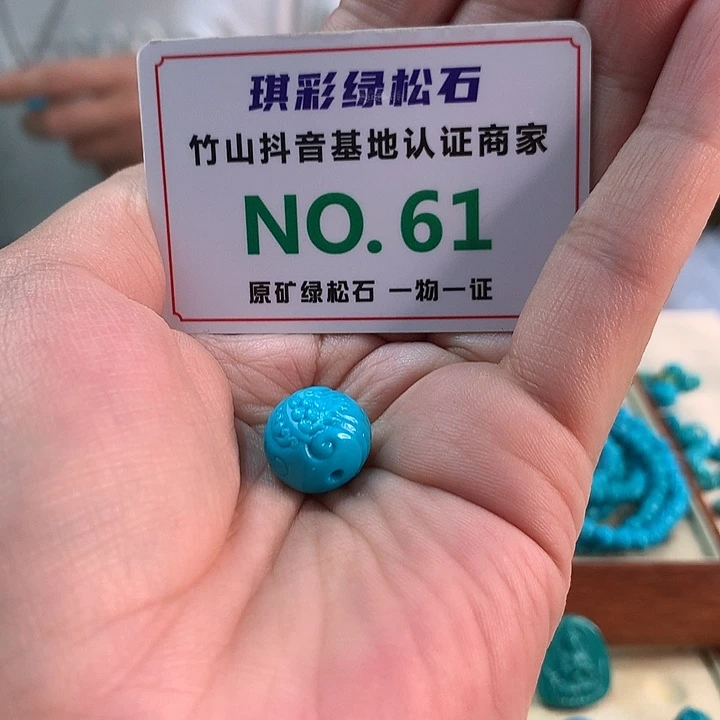 琪彩绿松石
竹山抖音基地认证商家
NO. 61
原矿绿松石 一物一证